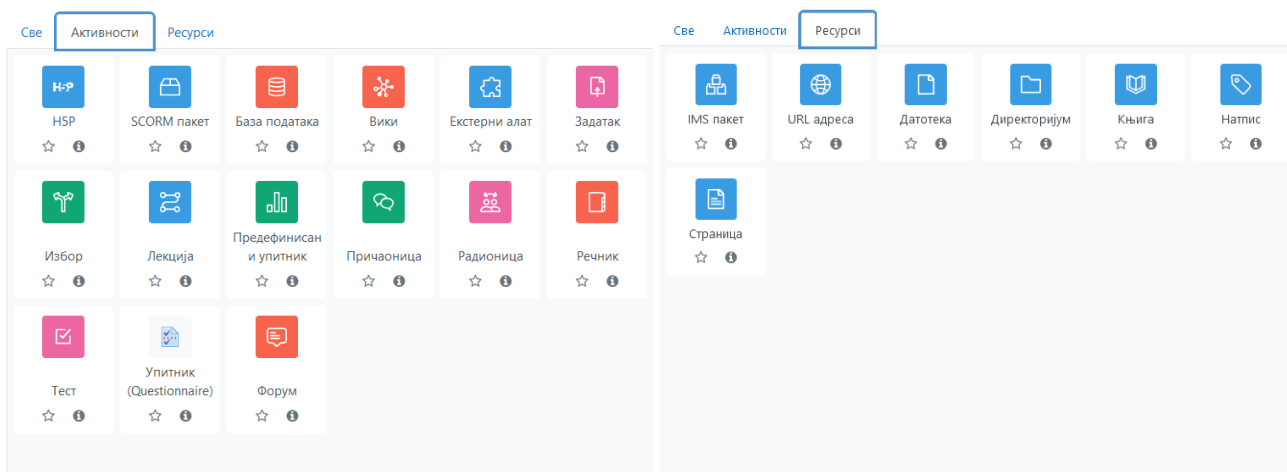 Све Активности Ресурси
H-P
H5P SCORM пакет База података Вики Екстерни алат Задатак
Предефинисан
Избор Лекција и упитник Причаоница Радионица Речник
Упитник
Тест (Questionnaire) Форум
Све Активности Ресурси
IMS пакет URL адреса Датотека Директоријум Књига Натпис
Страница